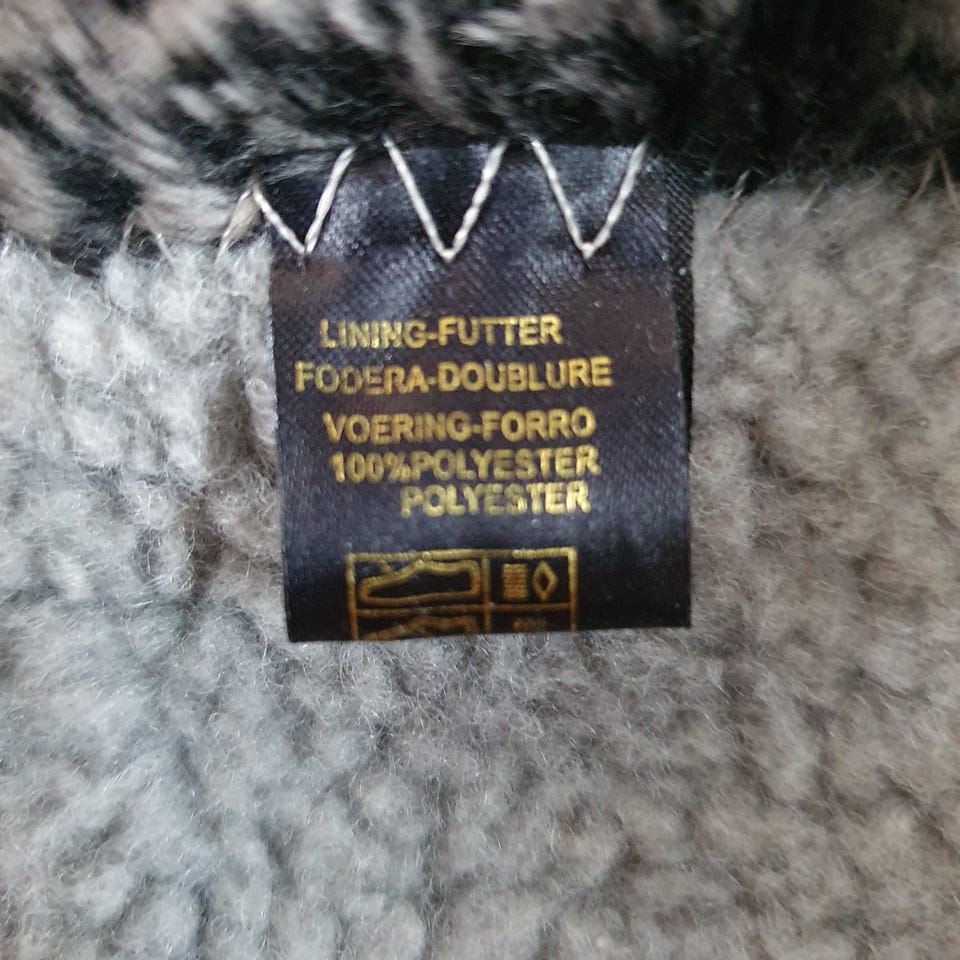 LINING-FUTTER
FODERA-DOUBLURE
VOERING-FORRO
100%POLYESTER
POLYESTER